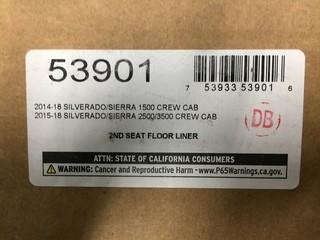 53901
7 53933 53901 6
2014-18 SILVERADO/SIERRA 1500 CREW CAB
2015-18 SILVERADO/SIERRA 2500/3500 CREW CAB
DB
2ND SEAT FLOOR LINER
ATTN: STATE OF CALIFORNIA CONSUMERS
WARNING: Cancer and Reproductive Harm - www.P65Warnings.ca.gov.